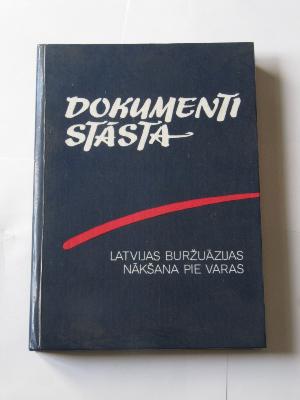 DOKUMENTI
STĀSTA
LATVIJAS BURŽUĀZIJAS
NĀKŠANA PIE VARAS